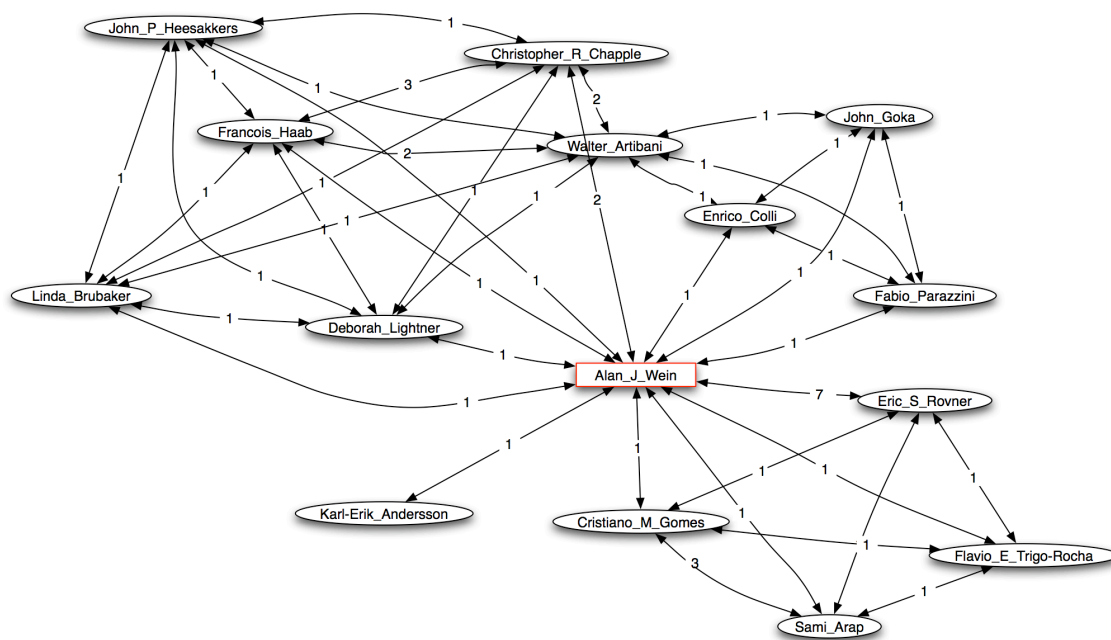 John_P_Heesakkers
1
Christopher_R_Chapple
1
1
3
2
John_Goka
1
Francois_Haab
2
Walter_Artibani
1
1
1
1
1
1
1
1
1
2
Enrico_Colli
1
1
1
1
1
1
1
Linda_Brubaker
Fabio_Parazzini
1
Deborah_Lightner
1
1
Alan_J_Wein
7
Eric_S_Rovner
1
1
1
1
1
1
Karl-Erik_Andersson
1
Cristiano_M_Gomes
1
Flavio_E_Trigo-Rocha
3
1
Sami_Arap